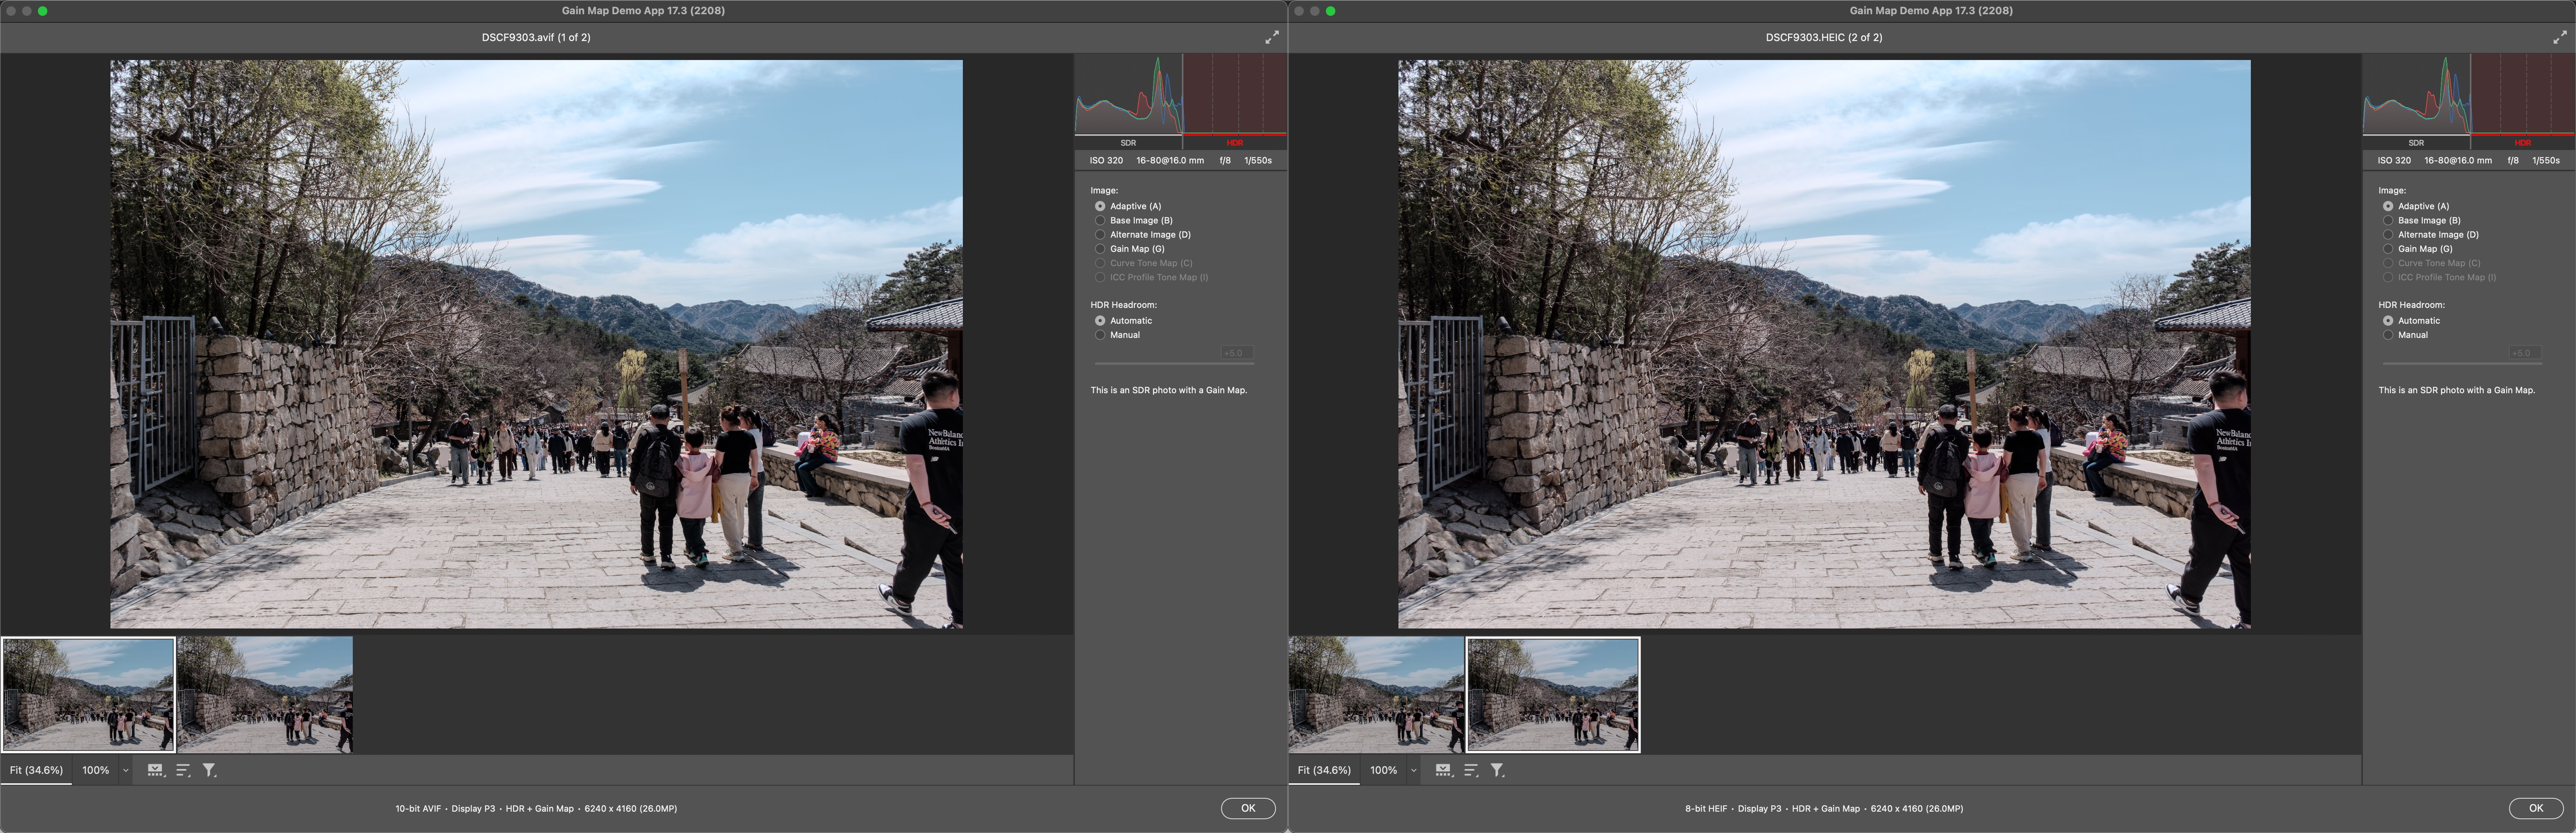 Gain Map Demo App 17.3 (2208)
DSCF9303.avif (1 of 2)
SDR
HDR
ISO 320 16-80@16.0 mm f/8 1/550s
Image:
Adaptive (A)
Base Image (B)
Alternate Image (D)
Gain Map (G)
Curve Tone Map (C)
ICC Profile Tone Map (I)
HDR Headroom:
Automatic
Manual
+5.0
This is an SDR photo with a Gain Map.
New Balanc
Athletics I
Fit (34.6%) 100%
10-bit AVIF • Display P3 • HDR + Gain Map • 6240 x 4160 (26.0MP)
OK
Gain Map Demo App 17.3 (2208)
DSCF9303.HEIC (2 of 2)
SDR
HDR
ISO 320 16-80@16.0 mm f/8 1/550s
Image:
Adaptive (A)
Base Image (B)
Alternate Image (D)
Gain Map (G)
Curve Tone Map (C)
ICC Profile Tone Map (I)
HDR Headroom:
Automatic
Manual
+5.0
This is an SDR photo with a Gain Map.
New Balanc
Athletics I
Fit (34.6%) 100%
8-bit HEIF • Display P3 • HDR + Gain Map • 6240 x 4160 (26.0MP)
OK